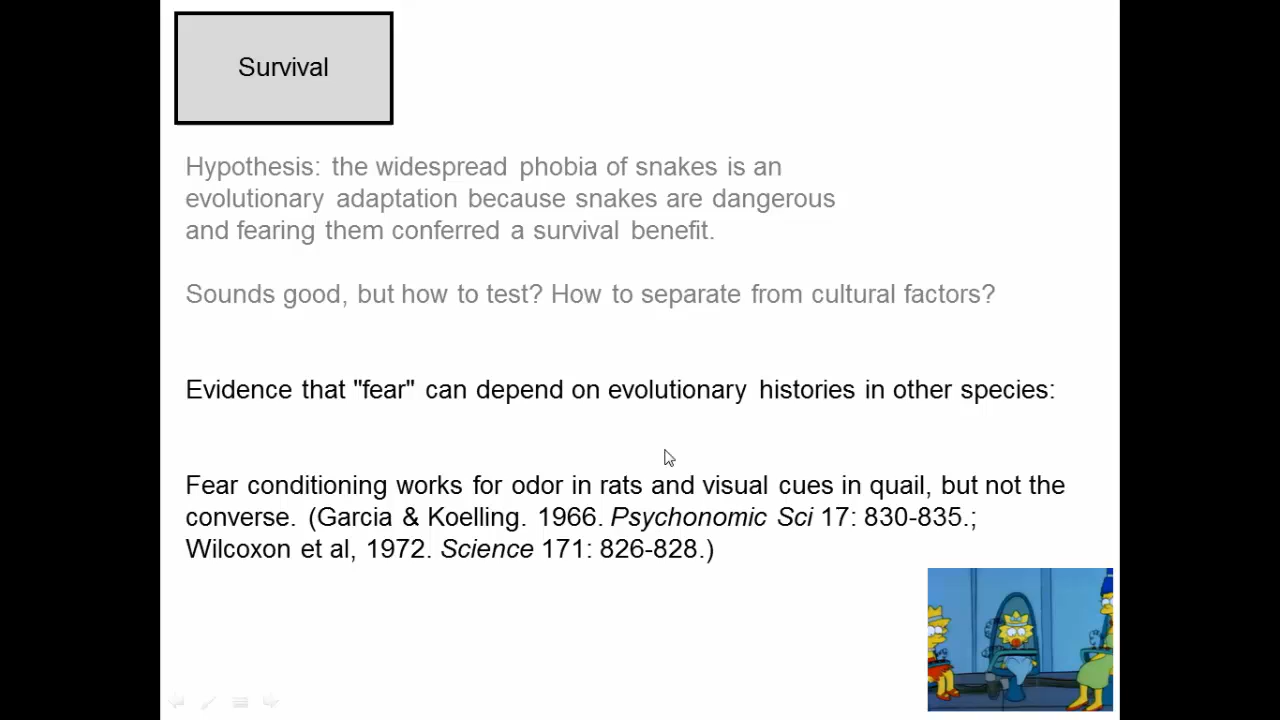 Survival
Hypothesis: the widespread phobia of snakes is an
evolutionary adaptation because snakes are dangerous
and fearing them conferred a survival benefit.
Sounds good, but how to test? How to separate from cultural factors?
Evidence that "fear" can depend on evolutionary histories in other species:
Fear conditioning works for odor in rats and visual cues in quail, but not the
converse. (Garcia & Koelling. 1966. Psychonomic Sci 17: 830-835.;
Wilcoxon et al, 1972. Science 171: 826-828.)